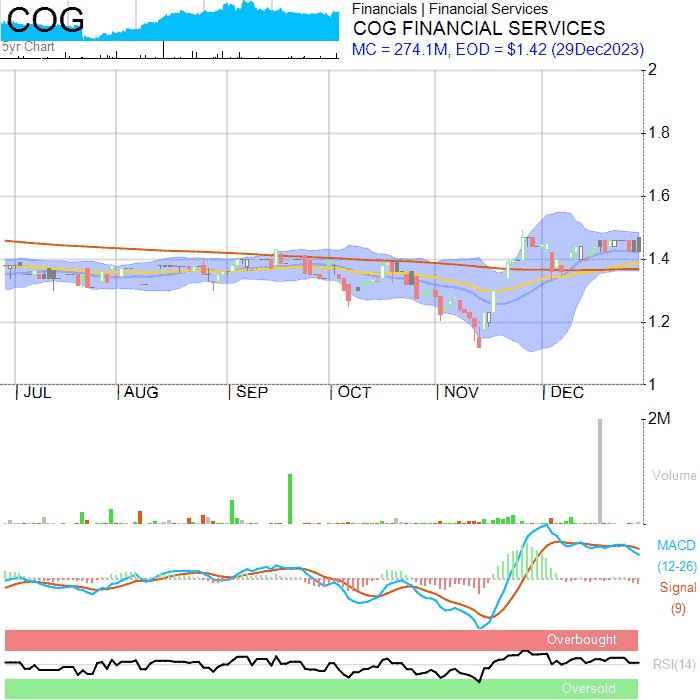 COG
5yr Chart
Financials | Financial Services
COG FINANCIAL SERVICES
MC = 274.1M, EOD = $1.42 (29Dec2023)
2
1.8
1.6
1.4
1.2
1
JUL AUG SEP OCT NOV DEC
2M
Volume
MACD
(12-26)
Signal
(9)
Overbought
RSI(14)
Oversold